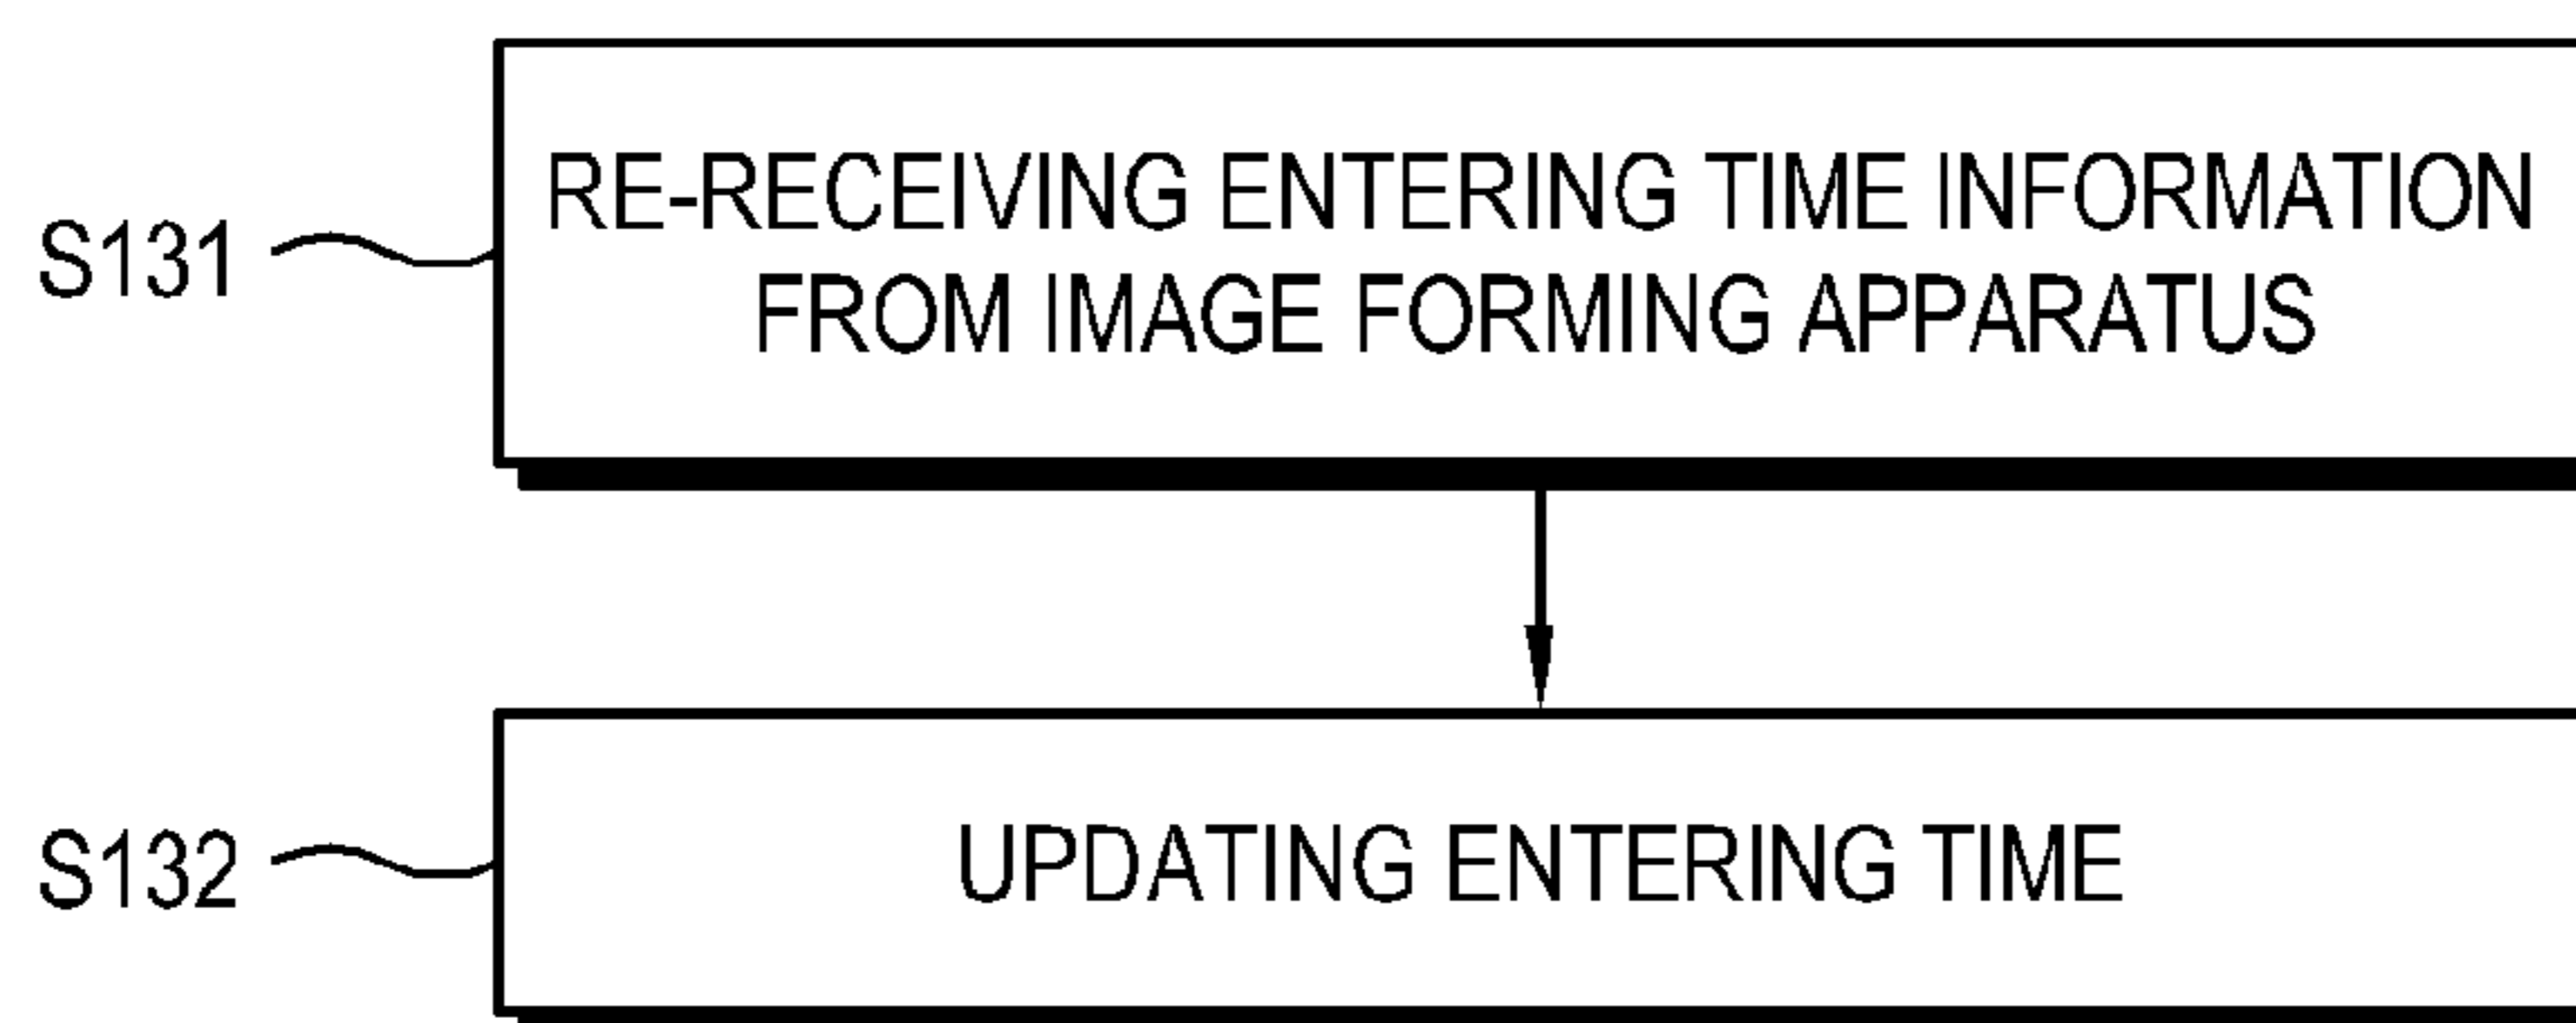 S131
RE-RECEIVING ENTERING TIME INFORMATION
FROM IMAGE FORMING APPARATUS
S132
UPDATING ENTERING TIME